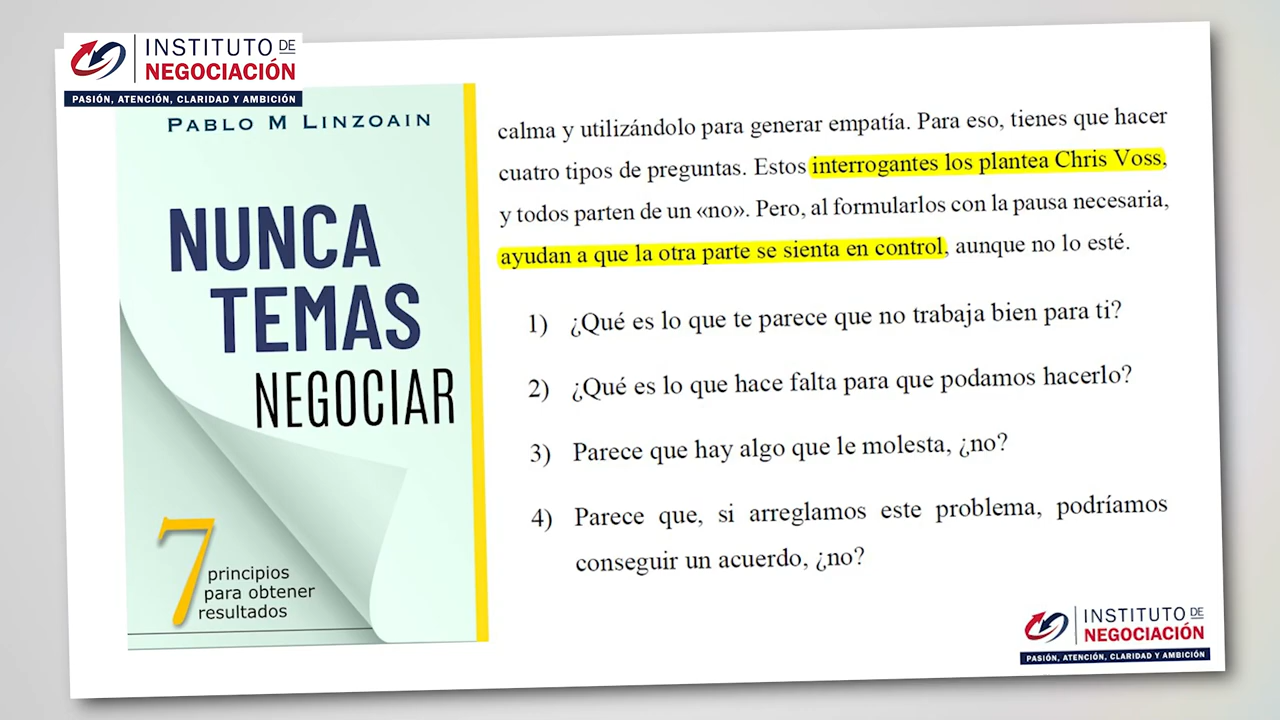 INSTITUTO DE
NEGOCIACIÓN
PASIÓN, ATENCIÓN, CLARIDAD Y AMBICIÓN
PABLO M LINZOAIN
NUNCA
TEMAS
NEGOCIAR
7 principios
para obtener
resultados
calma y utilizándolo para generar empatía. Para eso, tienes que hacer
cuatro tipos de preguntas. Estos interrogantes los plantea Chris Voss,
y todos parten de un «no». Pero, al formularlos con la pausa necesaria,
ayudan a que la otra parte se sienta en control, aunque no lo esté.
1) ¿Qué es lo que te parece que no trabaja bien para ti?
2) ¿Qué es lo que hace falta para que podamos hacerlo?
3) Parece que hay algo que le molesta, ¿no?
4) Parece que, si arreglamos este problema, podríamos
conseguir un acuerdo, ¿no?
INSTITUTO DE
NEGOCIACIÓN
PASIÓN, ATENCIÓN, CLARIDAD Y AMBICIÓN